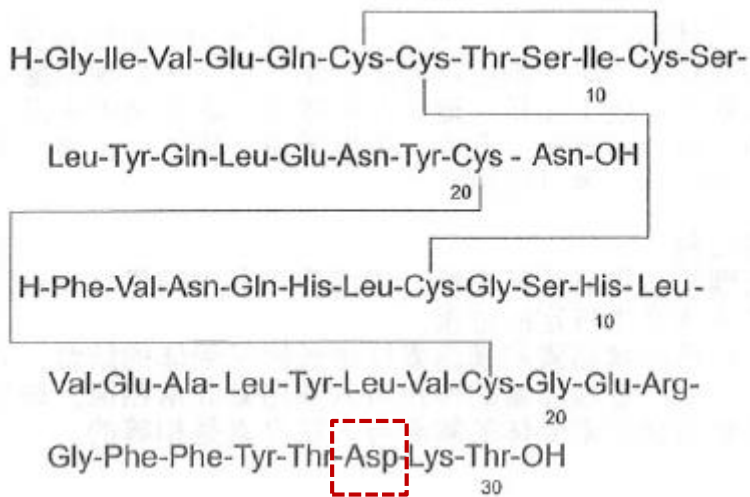 H-Gly-Ile-Val-Glu-Gln-Cys-Cys-Thr-Ser-Ile-Cys-Ser-
10
Leu-Tyr-Gln-Leu-Glu-Asn-Tyr-Cys - Asn-OH
20
H-Phe-Val-Asn-Gln-His-Leu-Cys-Gly-Ser-His-Leu-
10
Val-Glu-Ala-Leu-Tyr-Leu-Val-Cys-Gly-Glu-Arg-
20
Gly-Phe-Phe-Tyr-Thr-Asp-Lys-Thr-OH
30